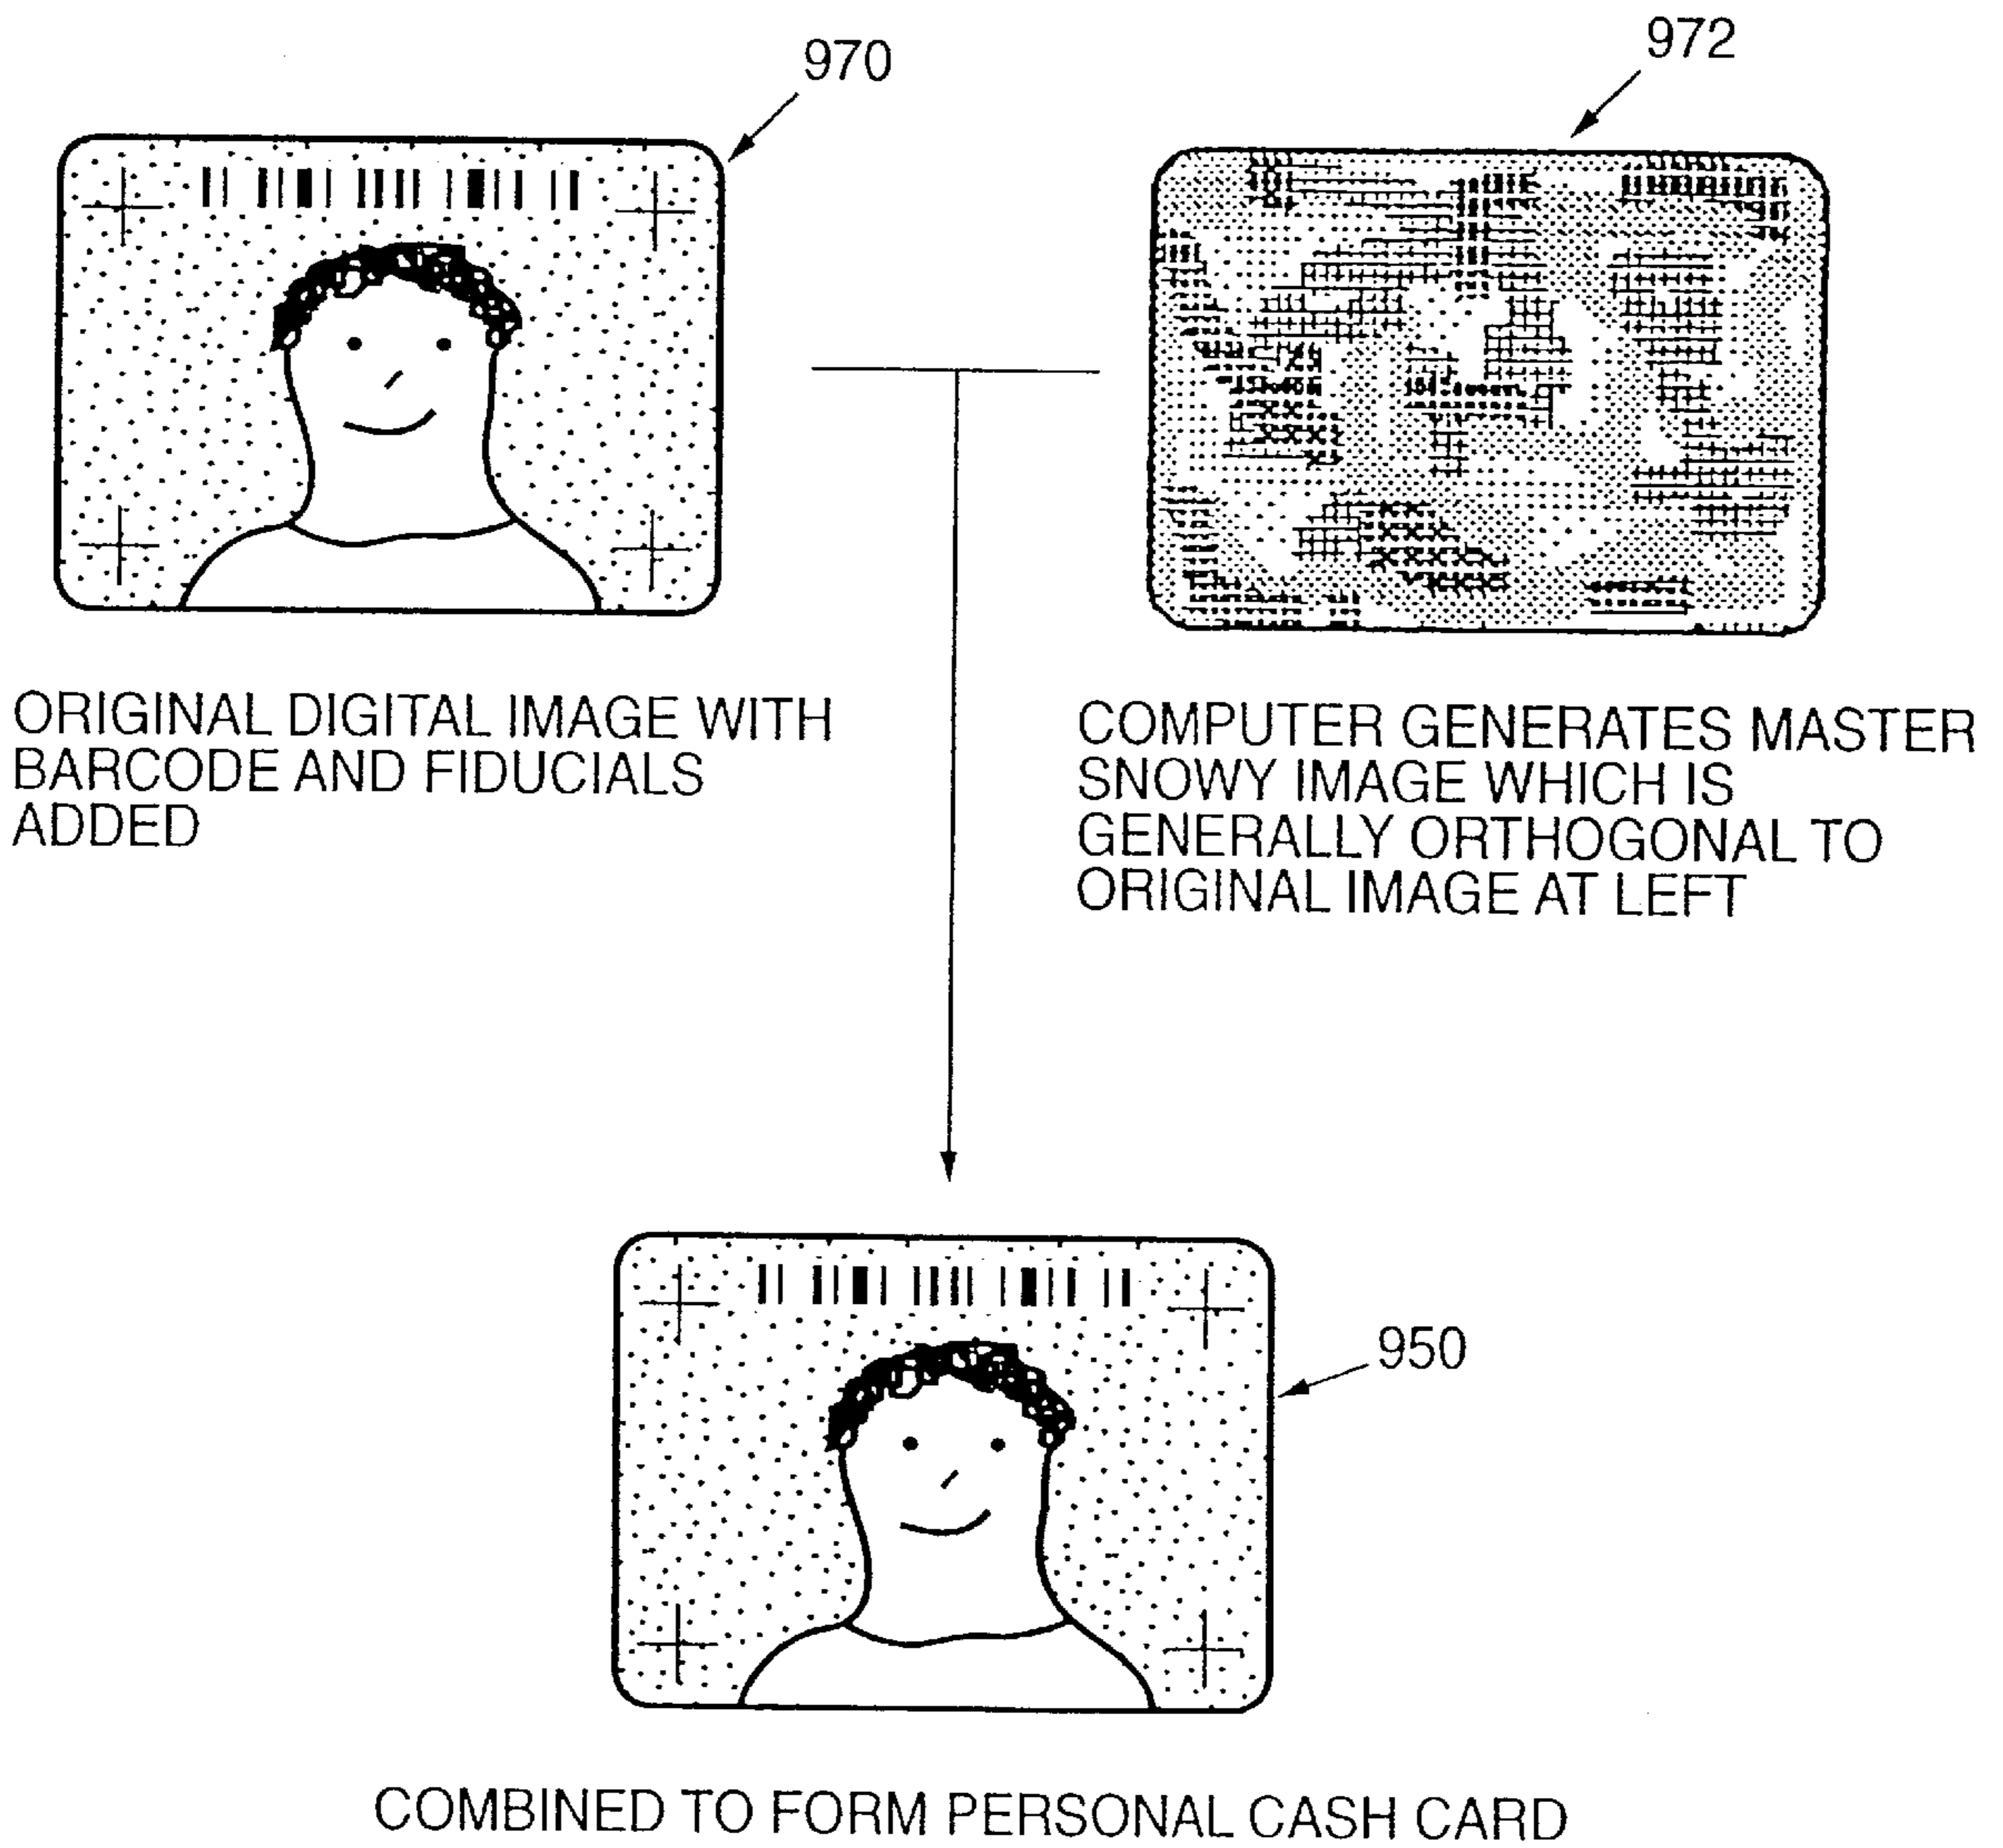 970
972
ORIGINAL DIGITAL IMAGE WITH
BARCODE AND FIDUCIALS
ADDED
COMPUTER GENERATES MASTER
SNOWY IMAGE WHICH IS
GENERALLY ORTHOGONAL TO
ORIGINAL IMAGE AT LEFT
950
COMBINED TO FORM PERSONAL CASH CARD